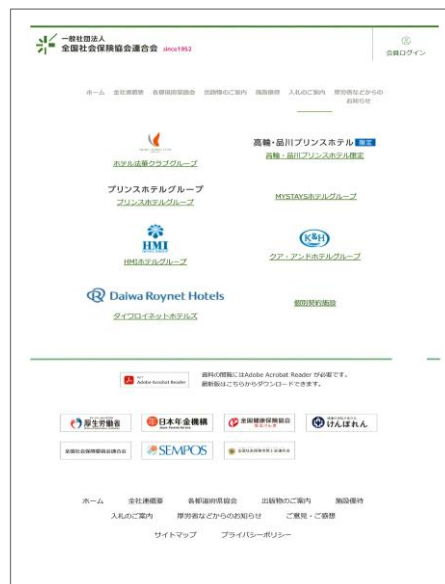 一般社団法人
全国社会保険協会連合会 since1952
会員ログイン
ホーム 全社連概要 各都道府県協会 出版物のご案内 施設優待 入札のご案内 厚労省などからの
お知らせ
ホテル法華クラブグループ
高輪・品川プリンスホテル 限定
高輪・品川プリンスホテル限定
プリンスホテルグループ
プリンスホテルグループ
MYSTAYSホテルグループ
HMI
HMIホテルグループ
K&H
クア・アンドホテルグループ
Daiwa Roynet Hotels
ダイワロイネットホテルズ
個別契約施設
Adobe Acrobat Reader
資料の閲覧にはAdobe Acrobat Reader が必要です。
最新版はこちらからダウンロードできます。
厚生労働省
日本年金機構
全国健康保険協会
けんぽれん
SEMPOS
ホーム 全社連概要 各都道府県協会 出版物のご案内 施設優待
入札のご案内 厚労省などからのお知らせ ご意見・ご感想
サイトマップ プライバシーポリシー